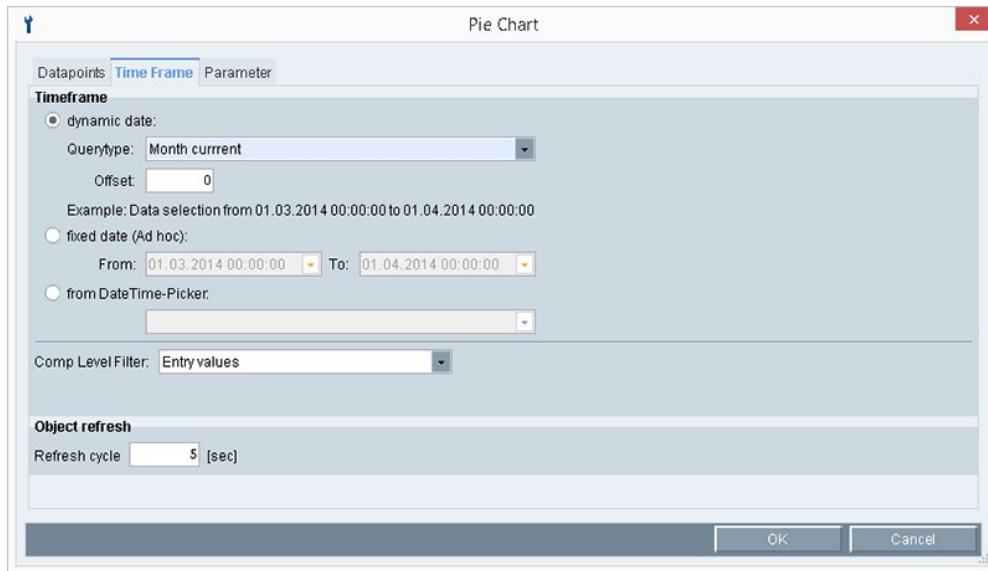 Pie Chart
Datapoints Time Frame Parameter
Timeframe
dynamic date:
Querytype: Month currrent
Offset: 0
Example: Data selection from 01.03.2014 00:00:00 to 01.04.2014 00:00:00
fixed date (Ad hoc):
From: 01.03.2014 00:00:00 To: 01.04.2014 00:00:00
from DateTime-Picker:
Comp Level Filter: Entry values
Object refresh
Refresh cycle 5 [sec]
OK Cancel